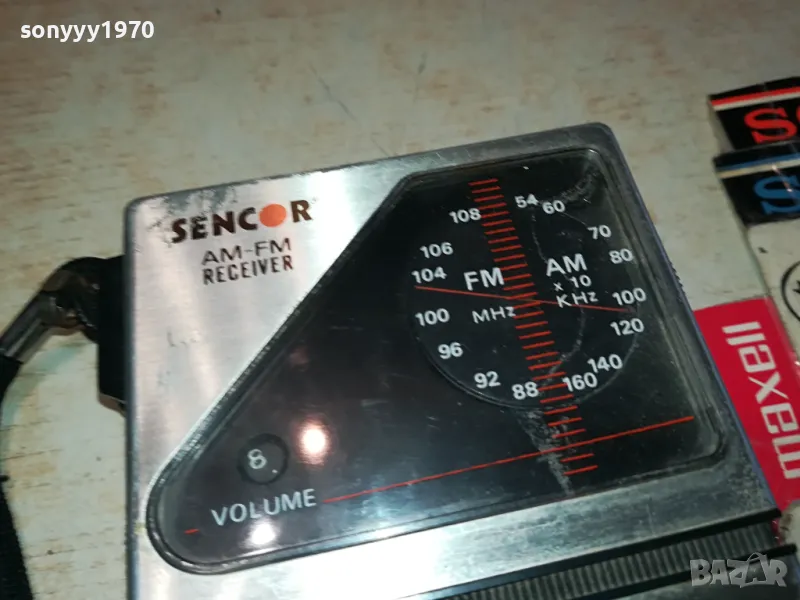 sonyyy1970
SENCOR
AM-FM
RECEIVER
108 54 60
106 70
104 FM AM 80
x 10
100 MHz KHz 100
96 120
92 88 160 140
8
VOLUME
maxell
BAZAR